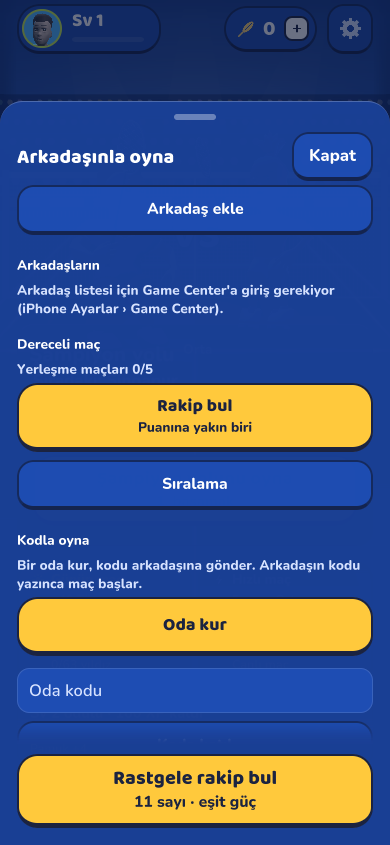 Sv 1
0
+
Arkadaşınla oyna
Kapat
Arkadaş ekle
Arkadaşların
Arkadaş listesi için Game Center'a giriş gerekiyor
(iPhone Ayarlar › Game Center).
Dereceli maç
Yerleşme maçları 0/5
Rakip bul
Puanına yakın biri
Sıralama
Kodla oyna
Bir oda kur, kodu arkadaşına gönder. Arkadaşın kodu
yazınca maç başlar.
Oda kur
Oda kodu
Rastgele rakip bul
11 sayı · eşit güç